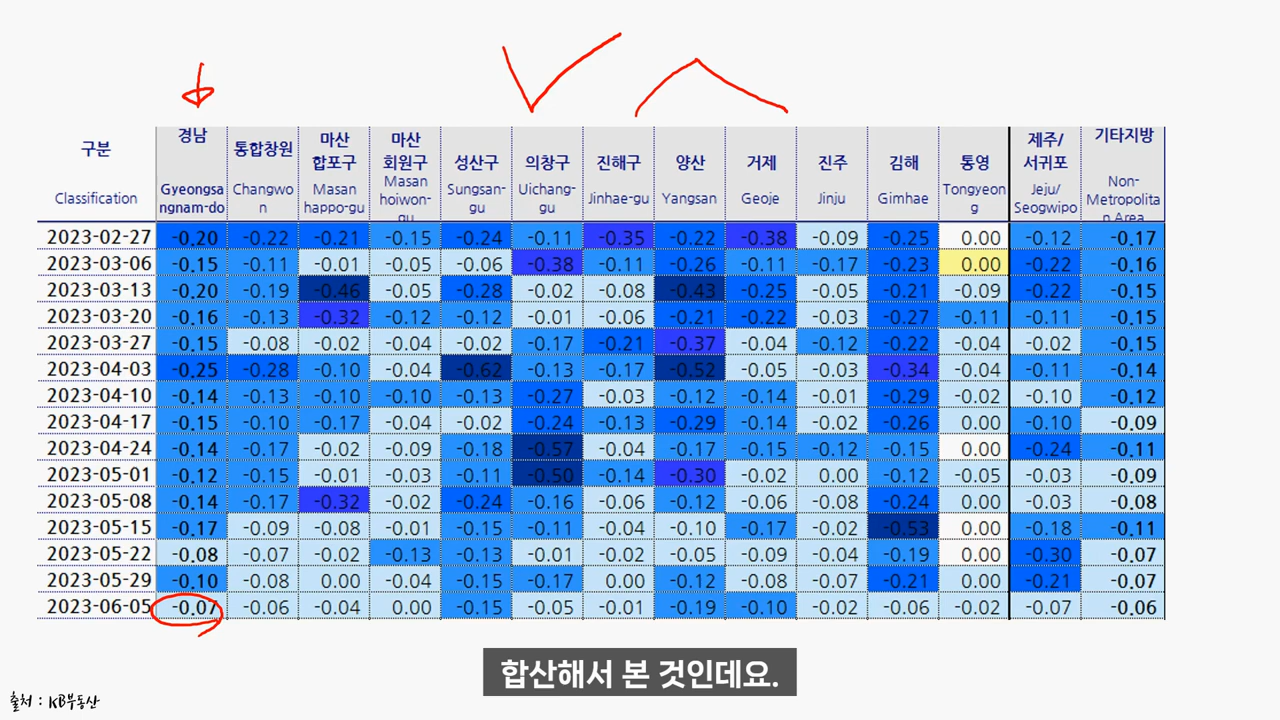 구분 경남 통합창원 마산 합포구 마산 회원구 성산구 의창구 진해구 양산 거제 진주 김해 통영 제주/ 서귀포 기타지방
Classification Gyeongsa ngnam-do Changwo n Masan happo-gu Masan hoiwon- gu Sungsan- gu Uichang- gu Jinhae-gu Yangsan Geoje Jinju Gimhae Tongyeon g Jeju/ Seogwipo Non- Metropolita n Area
2023-02-27 -0.20 -0.22 -0.21 -0.15 -0.24 -0.11 -0.35 -0.22 -0.38 -0.09 -0.25 0.00 -0.12 -0.17
2023-03-06 -0.15 -0.11 -0.01 -0.05 -0.06 -0.38 -0.11 -0.26 -0.11 -0.17 -0.23 0.00 -0.22 -0.16
2023-03-13 -0.20 -0.19 -0.46 -0.05 -0.28 -0.02 -0.08 -0.43 -0.25 -0.05 -0.21 -0.09 -0.22 -0.15
2023-03-20 -0.16 -0.13 -0.32 -0.12 -0.12 -0.01 -0.06 -0.21 -0.22 -0.03 -0.27 -0.11 -0.11 -0.15
2023-03-27 -0.15 -0.08 -0.02 -0.04 -0.02 -0.17 -0.21 -0.37 -0.04 -0.12 -0.22 -0.04 -0.02 -0.15
2023-04-03 -0.25 -0.28 -0.10 -0.04 -0.62 -0.13 -0.17 -0.52 -0.05 -0.03 -0.34 -0.04 -0.11 -0.14
2023-04-10 -0.14 -0.13 -0.10 -0.10 -0.13 -0.27 -0.03 -0.12 -0.14 -0.01 -0.29 -0.02 -0.10 -0.12
2023-04-17 -0.15 -0.10 -0.17 -0.04 -0.02 -0.24 -0.13 -0.29 -0.14 -0.02 -0.26 0.00 -0.10 -0.09
2023-04-24 -0.14 -0.17 -0.02 -0.09 -0.18 -0.57 -0.04 -0.17 -0.15 -0.12 -0.15 0.00 -0.24 -0.11
2023-05-01 -0.12 -0.15 -0.01 -0.03 -0.11 -0.50 -0.14 -0.30 -0.02 0.00 -0.12 -0.05 -0.03 -0.09
2023-05-08 -0.14 -0.17 -0.32 -0.02 -0.24 -0.16 -0.06 -0.12 -0.06 -0.08 -0.24 0.00 -0.03 -0.08
2023-05-15 -0.17 -0.09 -0.08 -0.01 -0.15 -0.11 -0.04 -0.10 -0.17 -0.02 -0.53 0.00 -0.18 -0.11
2023-05-22 -0.08 -0.07 -0.02 -0.13 -0.13 -0.01 -0.02 -0.05 -0.09 -0.04 -0.19 0.00 -0.30 -0.07
2023-05-29 -0.10 -0.08 0.00 -0.04 -0.15 -0.17 0.00 -0.12 -0.08 -0.07 -0.21 0.00 -0.21 -0.07
2023-06-05 -0.07 -0.06 -0.04 0.00 -0.15 -0.05 -0.01 -0.19 -0.10 -0.02 -0.06 -0.02 -0.07 -0.06
합산해서 본 것인데요.
출처 : KB부동산